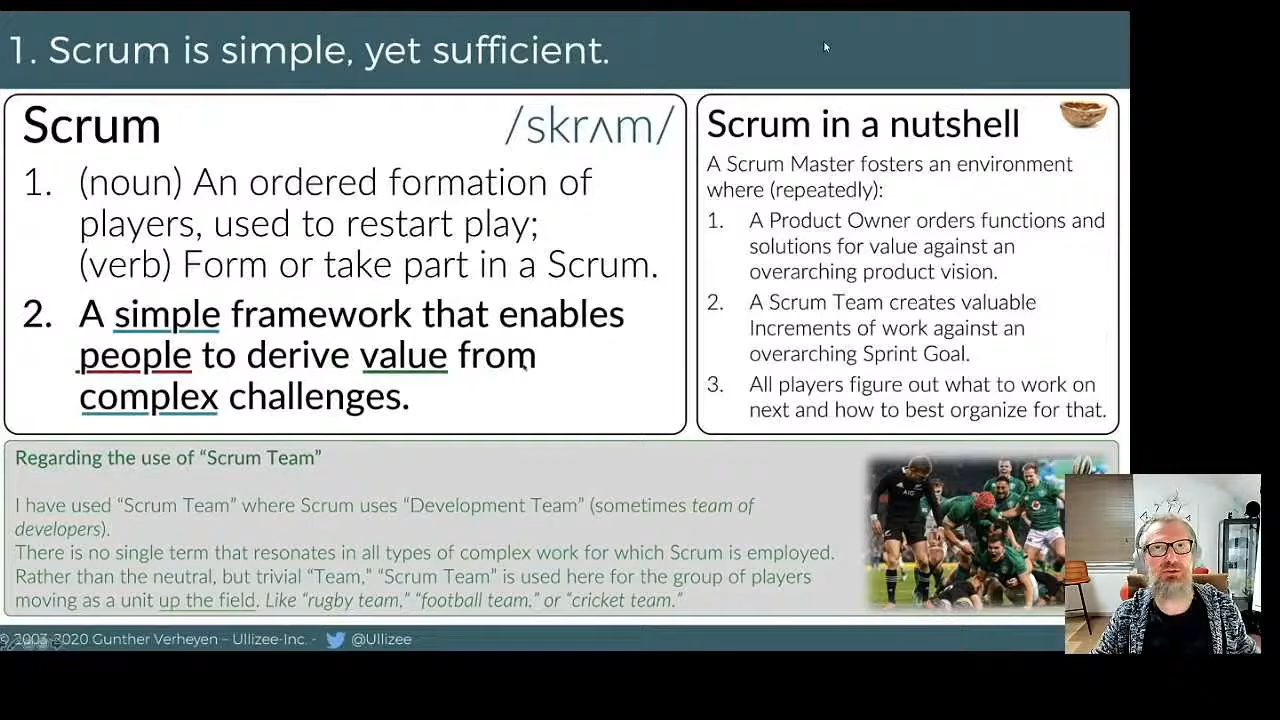 1. Scrum is simple, yet sufficient.
Scrum /skrʌm/
1. (noun) An ordered formation of
players, used to restart play;
(verb) Form or take part in a Scrum.
2. A simple framework that enables
people to derive value from
complex challenges.
Scrum in a nutshell
A Scrum Master fosters an environment
where (repeatedly):
1. A Product Owner orders functions and
solutions for value against an
overarching product vision.
2. A Scrum Team creates valuable
Increments of work against an
overarching Sprint Goal.
3. All players figure out what to work on
next and how to best organize for that.
Regarding the use of “Scrum Team”
I have used “Scrum Team” where Scrum uses “Development Team” (sometimes team of
developers).
There is no single term that resonates in all types of complex work for which Scrum is employed.
Rather than the neutral, but trivial “Team,” “Scrum Team” is used here for the group of players
moving as a unit up the field. Like “rugby team,” “football team,” or “cricket team.”
AIG
© 2003-2020 Gunther Verheyen – Ullizee-Inc. - @Ullizee